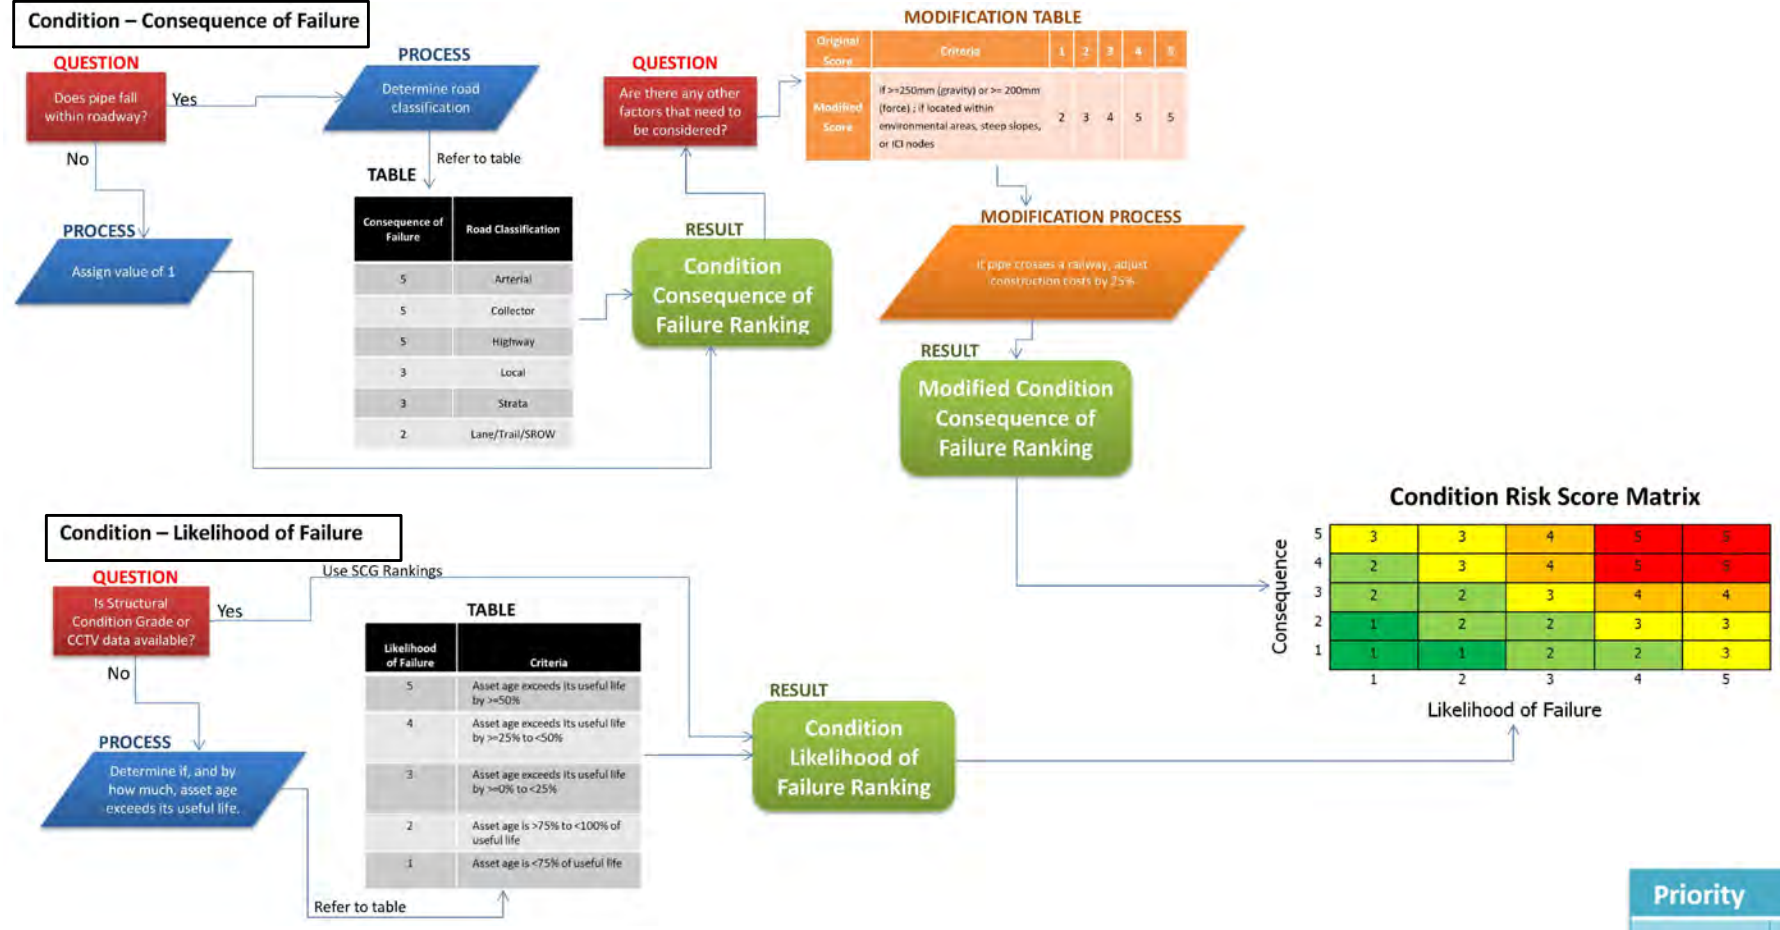 Condition – Consequence of Failure
QUESTION
Does pipe fall
within roadway?
Yes
No
PROCESS
Determine road
classification
Refer to table
PROCESS
Assign value of 1
TABLE
Consequence of Failure | Road Classification
5 Arterial
5 Collector
5 Highway
3 Local
3 Strata
2 Lane/Trail/SROW
RESULT
Condition
Consequence of
Failure Ranking
QUESTION
Are there any other
factors that need to
be considered?
MODIFICATION TABLE
Original Score | Criteria | 1 | 2 | 3 | 4 | 5
Modified Score | If >=250mm (gravity) or >= 200mm (force) ; if located within environmental areas, steep slopes, or ICI nodes | 2 | 3 | 4 | 5 | 5
MODIFICATION PROCESS
If pipe crosses a railway, adjust
construction costs by 25%
RESULT
Modified Condition
Consequence of
Failure Ranking
Condition – Likelihood of Failure
QUESTION
Is Structural
Condition Grade or
CCTV data available?
Yes
Use SCG Rankings
No
PROCESS
Determine if, and by
how much, asset age
exceeds its useful life.
Refer to table
TABLE
Likelihood of Failure | Criteria
5 Asset age exceeds its useful life by >=50%
4 Asset age exceeds its useful life by >=25% to <50%
3 Asset age exceeds its useful life by >=0% to <25%
2 Asset age is >75% to <100% of useful life
1 Asset age is <75% of useful life
RESULT
Condition
Likelihood of
Failure Ranking
Condition Risk Score Matrix
Consequence
5 3 3 4 5 5
4 2 3 4 5 5
3 2 2 3 4 4
2 1 2 2 3 3
1 1 1 2 2 3
1 2 3 4 5
Likelihood of Failure
Priority